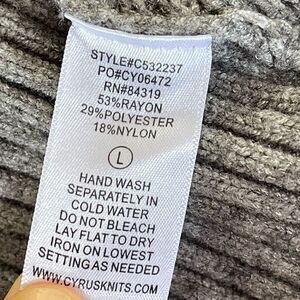 STYLE#C532237
PO#CY06472
RN#84319
53%RAYON
29%POLYESTER
18%NYLON
L
HAND WASH
SEPARATELY IN
COLD WATER
DO NOT BLEACH
LAY FLAT TO DRY
IRON ON LOWEST
SETTING AS NEEDED
WWW.CYRUSKNITS.COM